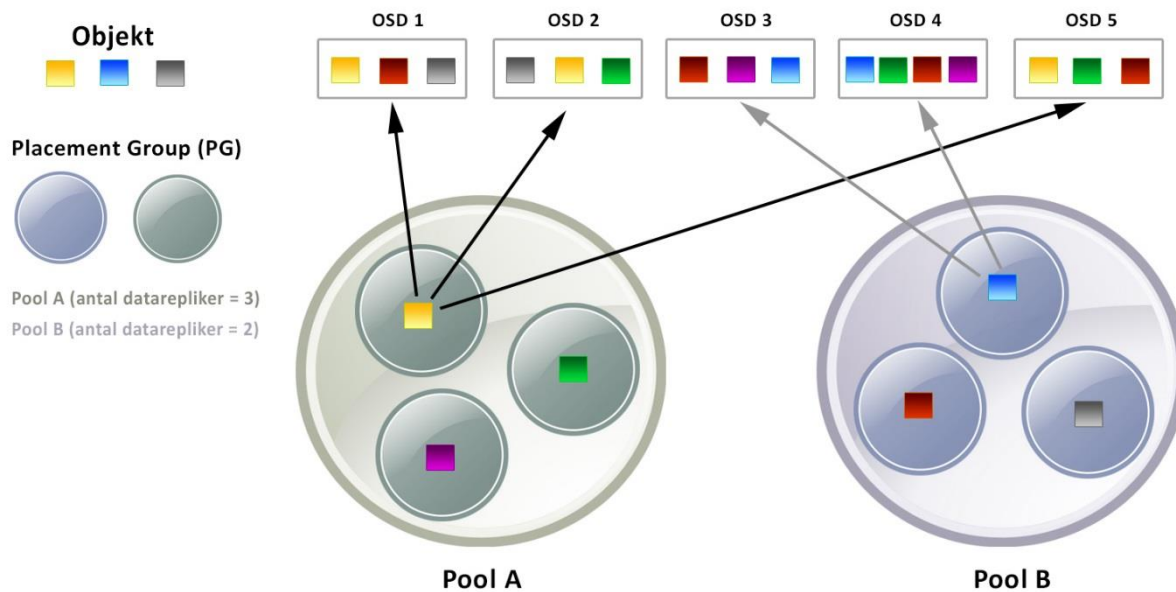 Objekt
OSD 1
OSD 2
OSD 3
OSD 4
OSD 5
Placement Group (PG)
Pool A (antal datarepliker = 3)
Pool B (antal datarepliker = 2)
Pool A
Pool B